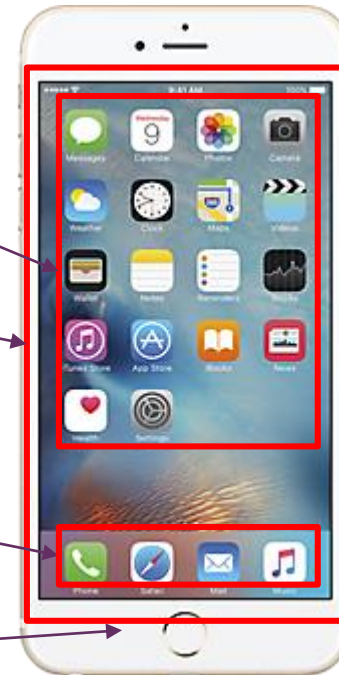 9:41 AM 100%
Wednesday
9
Messages Calendar Photos Camera
Weather Clock Maps Videos
Wallet Notes Reminders Stocks
iTunes Store App Store iBooks News
Health Settings
Phone Safari Mail Music